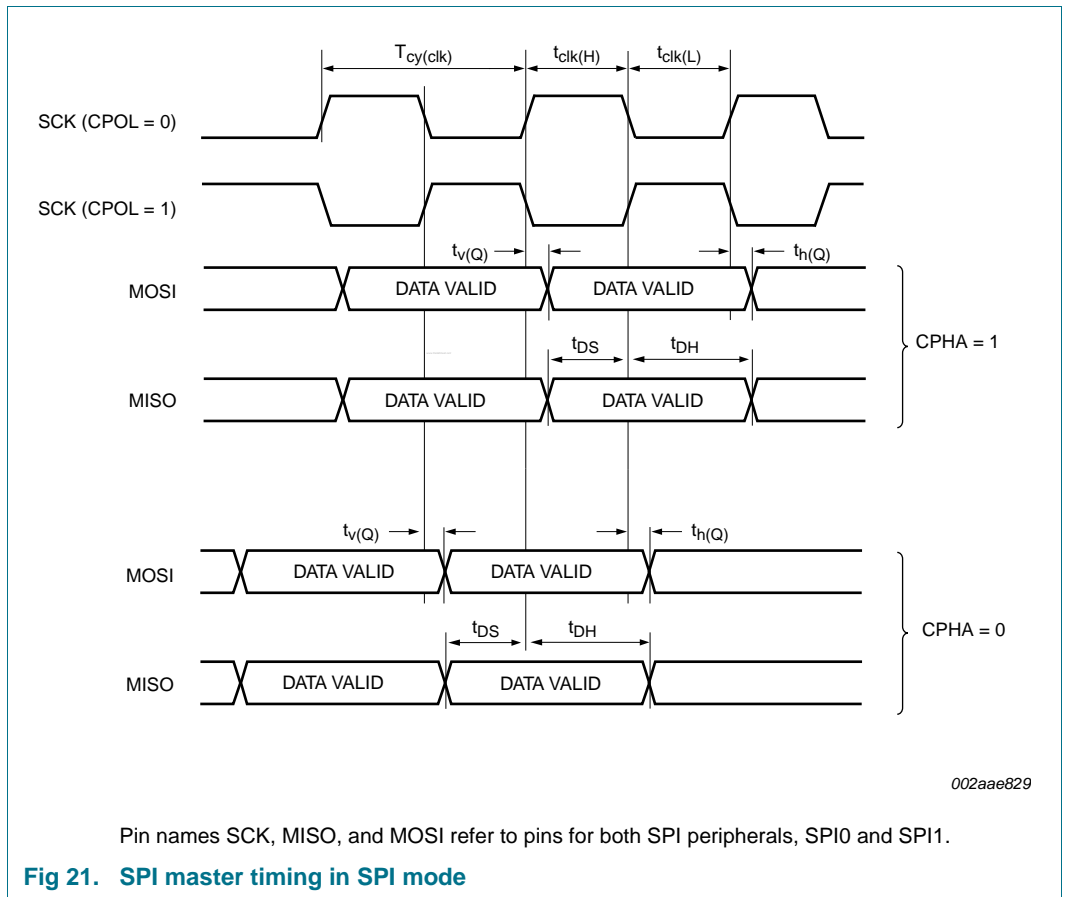 Tcy(clk) tclk(H) tclk(L)
SCK (CPOL = 0)
SCK (CPOL = 1)
tv(Q) th(Q)
MOSI DATA VALID DATA VALID
tDS tDH
CPHA = 1
MISO DATA VALID DATA VALID
tv(Q) th(Q)
MOSI DATA VALID DATA VALID
tDS tDH
CPHA = 0
MISO DATA VALID DATA VALID
002aae829
Pin names SCK, MISO, and MOSI refer to pins for both SPI peripherals, SPI0 and SPI1.
Fig 21. SPI master timing in SPI mode